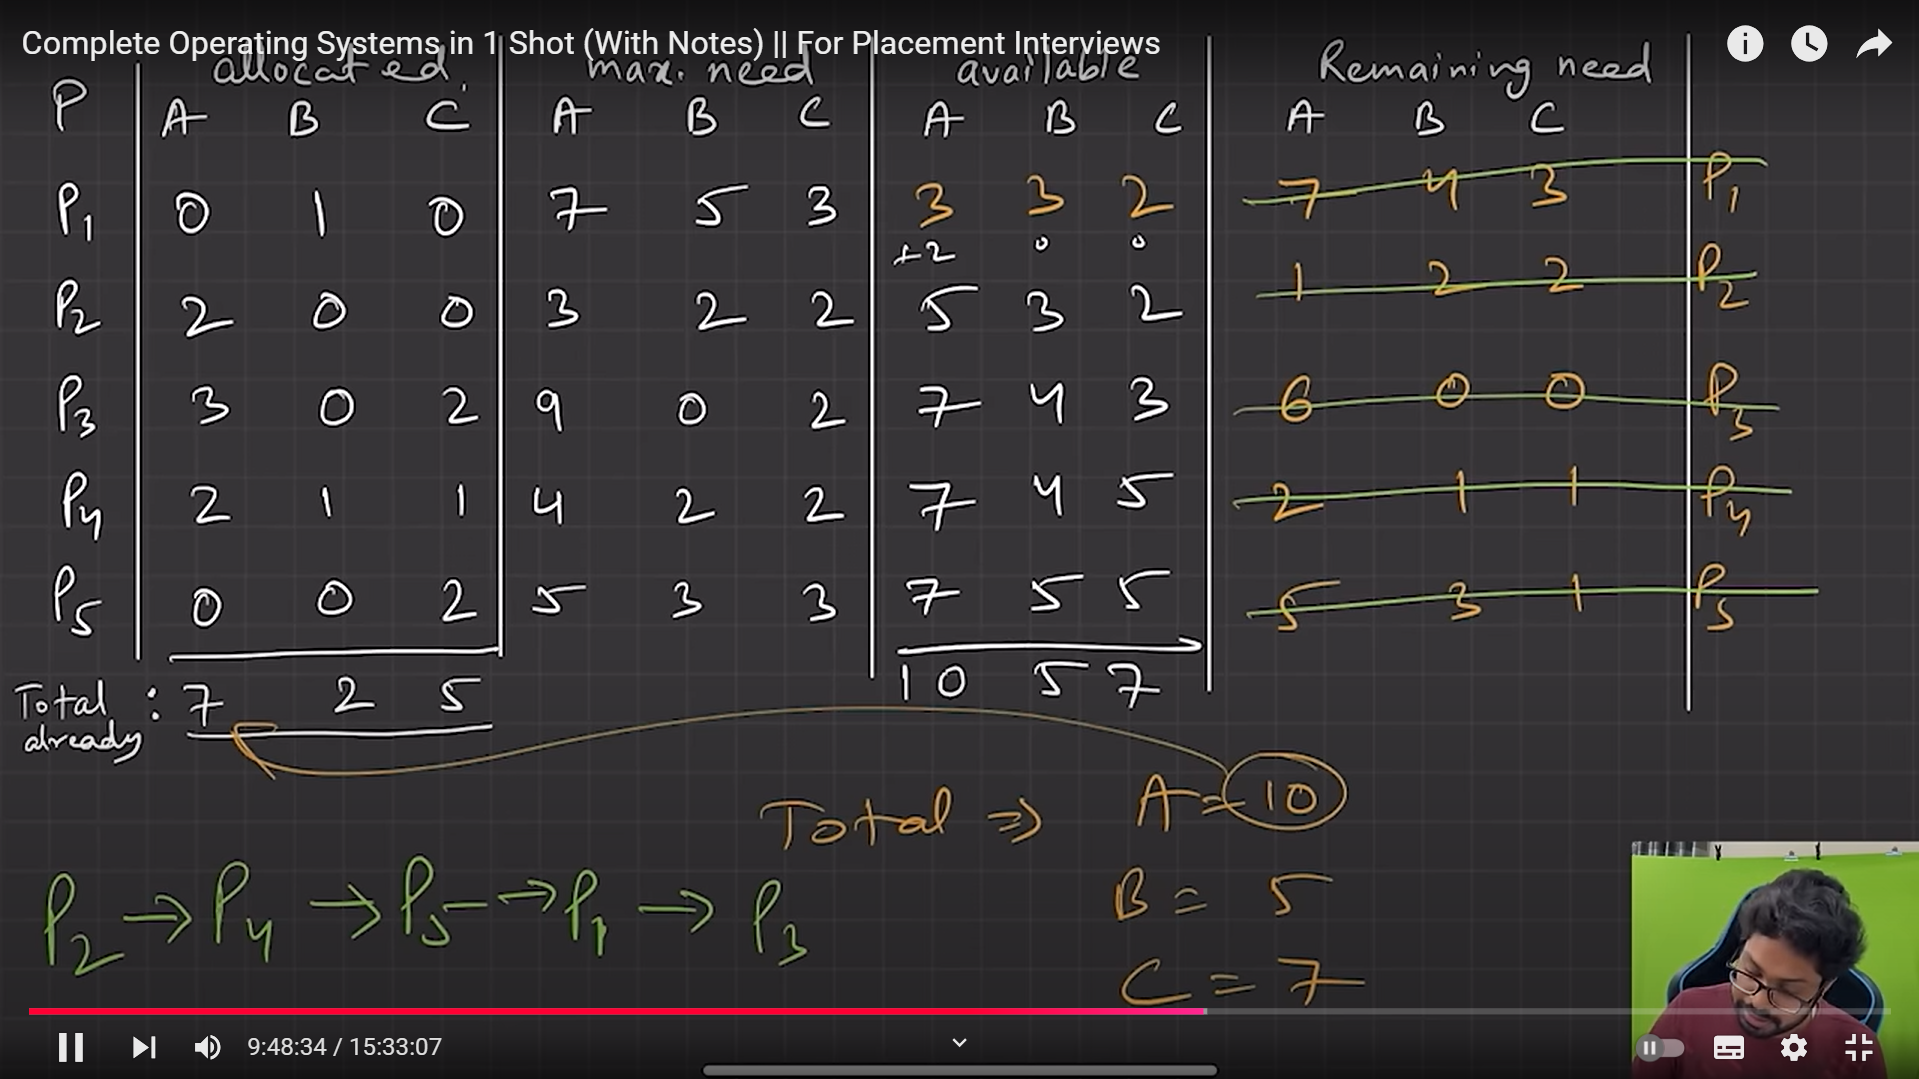 Complete Operating Systems in 1 Shot (With Notes) || For Placement Interviews
allocated max. need available Remaining need
P A B C A B C A B C A B C
P1 0 1 0 7 5 3 3 3 2 7 4 3 P1
+2 0 0
P2 2 0 0 3 2 2 5 3 2 1 2 2 P2
P3 3 0 2 9 0 2 7 4 3 6 0 0 P3
P4 2 1 1 4 2 2 7 4 5 2 1 1 P4
P5 0 0 2 5 3 3 7 5 5 5 3 1 P5
Total already : 7 2 5 10 5 7
Total => A = 10
B = 5
C = 7
P2 → P4 → P5 → P1 → P3
9:48:34 / 15:33:07